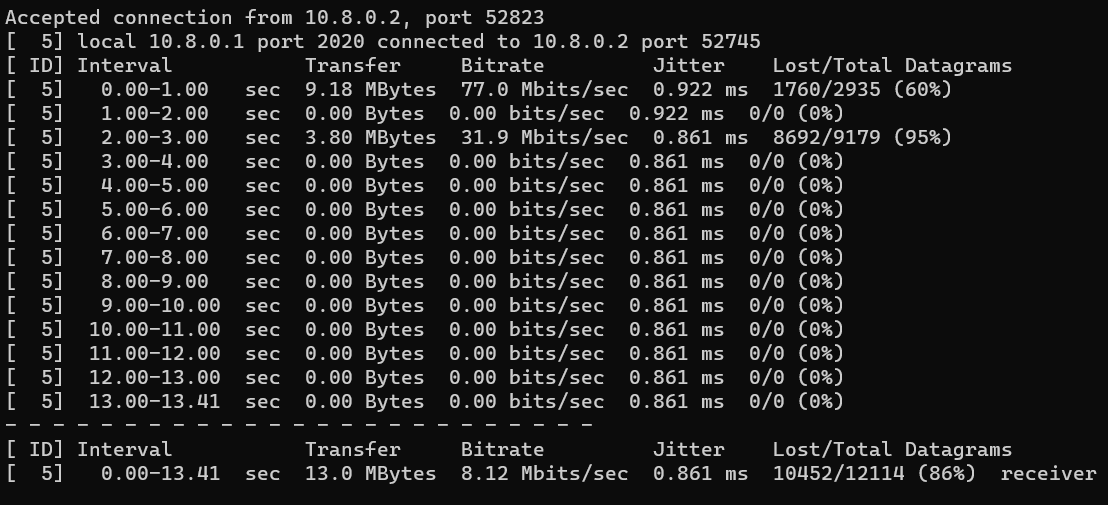 Accepted connection from 10.8.0.2, port 52823
[  5] local 10.8.0.1 port 2020 connected to 10.8.0.2 port 52745
[ ID] Interval           Transfer     Bitrate         Jitter    Lost/Total Datagrams
[  5]   0.00-1.00   sec  9.18 MBytes  77.0 Mbits/sec  0.922 ms  1760/2935 (60%)
[  5]   1.00-2.00   sec  0.00 Bytes  0.00 bits/sec  0.922 ms  0/0 (0%)
[  5]   2.00-3.00   sec  3.80 MBytes  31.9 Mbits/sec  0.861 ms  8692/9179 (95%)
[  5]   3.00-4.00   sec  0.00 Bytes  0.00 bits/sec  0.861 ms  0/0 (0%)
[  5]   4.00-5.00   sec  0.00 Bytes  0.00 bits/sec  0.861 ms  0/0 (0%)
[  5]   5.00-6.00   sec  0.00 Bytes  0.00 bits/sec  0.861 ms  0/0 (0%)
[  5]   6.00-7.00   sec  0.00 Bytes  0.00 bits/sec  0.861 ms  0/0 (0%)
[  5]   7.00-8.00   sec  0.00 Bytes  0.00 bits/sec  0.861 ms  0/0 (0%)
[  5]   8.00-9.00   sec  0.00 Bytes  0.00 bits/sec  0.861 ms  0/0 (0%)
[  5]   9.00-10.00  sec  0.00 Bytes  0.00 bits/sec  0.861 ms  0/0 (0%)
[  5]  10.00-11.00  sec  0.00 Bytes  0.00 bits/sec  0.861 ms  0/0 (0%)
[  5]  11.00-12.00  sec  0.00 Bytes  0.00 bits/sec  0.861 ms  0/0 (0%)
[  5]  12.00-13.00  sec  0.00 Bytes  0.00 bits/sec  0.861 ms  0/0 (0%)
[  5]  13.00-13.41  sec  0.00 Bytes  0.00 bits/sec  0.861 ms  0/0 (0%)
- - - - - - - - - - - - - - - - - - - - - - - - -
[ ID] Interval           Transfer     Bitrate         Jitter    Lost/Total Datagrams
[  5]   0.00-13.41  sec  13.0 MBytes  8.12 Mbits/sec  0.861 ms  10452/12114 (86%)  receiver